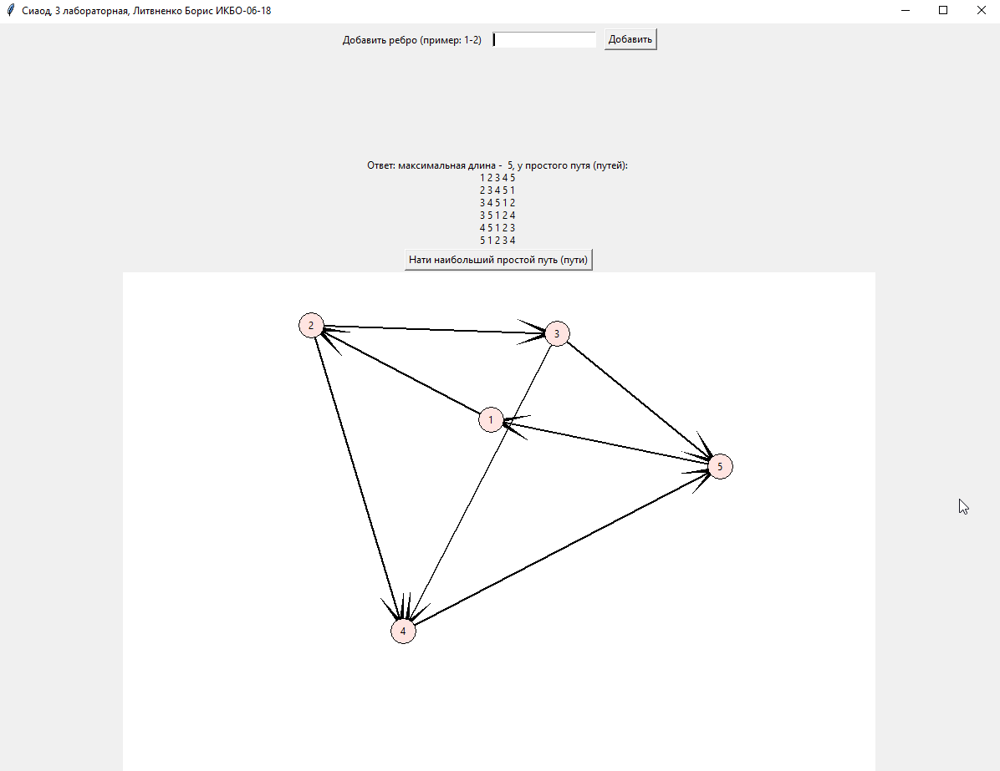 Сиаод, 3 лабораторная, Литвненко Борис ИКБО-06-18
Добавить ребро (пример: 1-2)
Добавить
Ответ: максимальная длина -  5, у простого путя (путей):
1 2 3 4 5
2 3 4 5 1
3 4 5 1 2
3 5 1 2 4
4 5 1 2 3
5 1 2 3 4
Нати наибольший простой путь (пути)
2
3
1
5
4